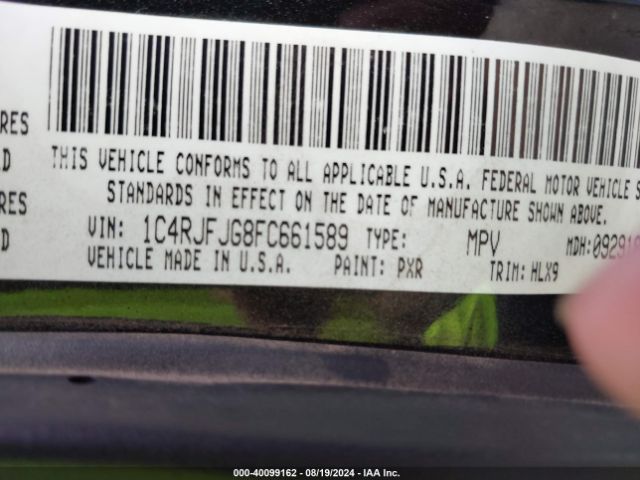 RES
THIS VEHICLE CONFORMS TO ALL APPLICABLE U.S.A. FEDERAL MOTOR VEHICLE
D
STANDARDS IN EFFECT ON THE DATE OF MANUFACTURE SHOWN ABOVE.
RES
VIN: 1C4RJFJG8FC661589 TYPE: MPV MDH:09291
D
VEHICLE MADE IN U.S.A. PAINT: PXR TRIM: HLX9
000-40099162 - 08/19/2024 - IAA Inc.